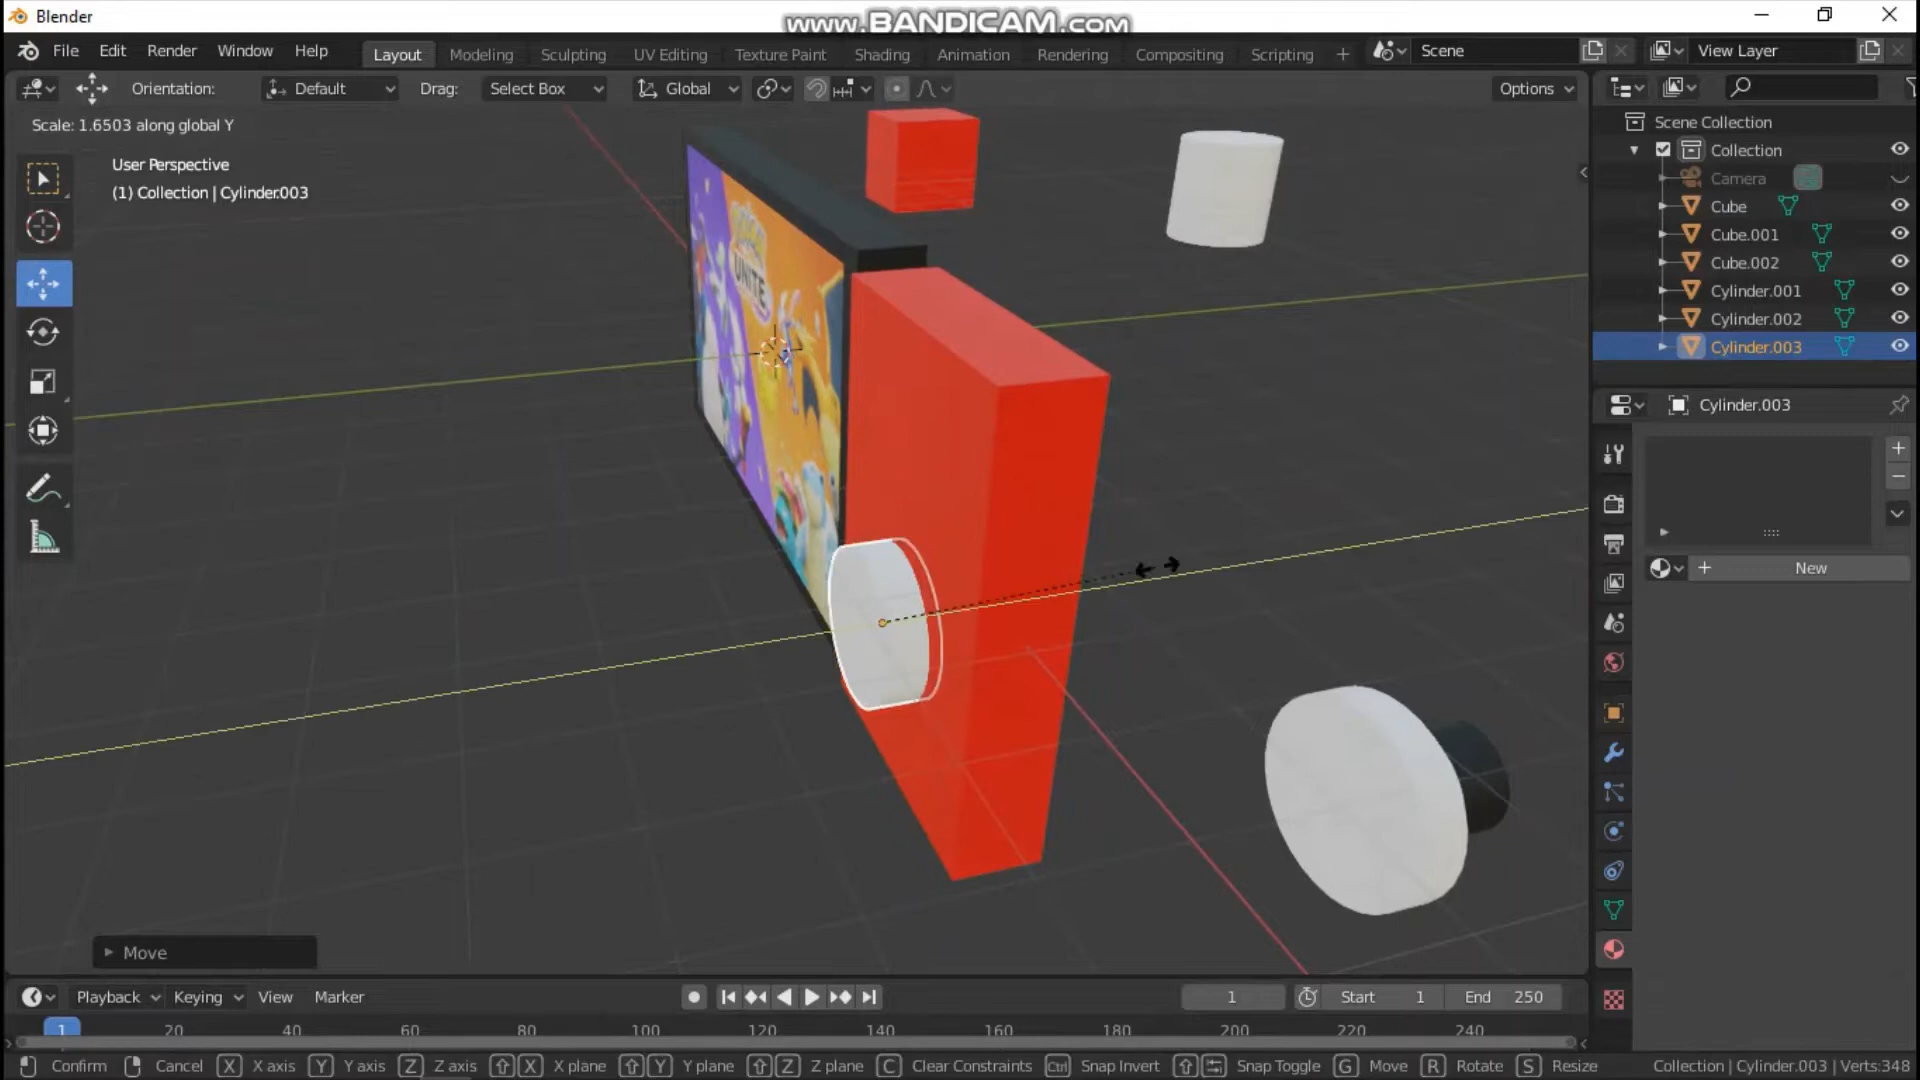 Blender
www.BANDICAM.com
File Edit Render Window Help
Layout Modeling Sculpting UV Editing Texture Paint Shading Animation Rendering Compositing Scripting +
Scene
View Layer
Orientation: Default Drag: Select Box Global Options
Scale: 1.6503 along global Y
User Perspective
(1) Collection | Cylinder.003
UNITE
Scene Collection
Collection
Camera
Cube
Cube.001
Cube.002
Cylinder.001
Cylinder.002
Cylinder.003
Cylinder.003
New
Move
Playback Keying View Marker
1 Start 1 End 250
1 20 40 60 80 100 120 140 160 180 200 220 240
Confirm Cancel X X axis Y Y axis Z Z axis X X plane Y Y plane Z Z plane C Clear Constraints Ctrl Snap Invert Snap Toggle G Move R Rotate S Resize Collection | Cylinder.003 | Verts:348